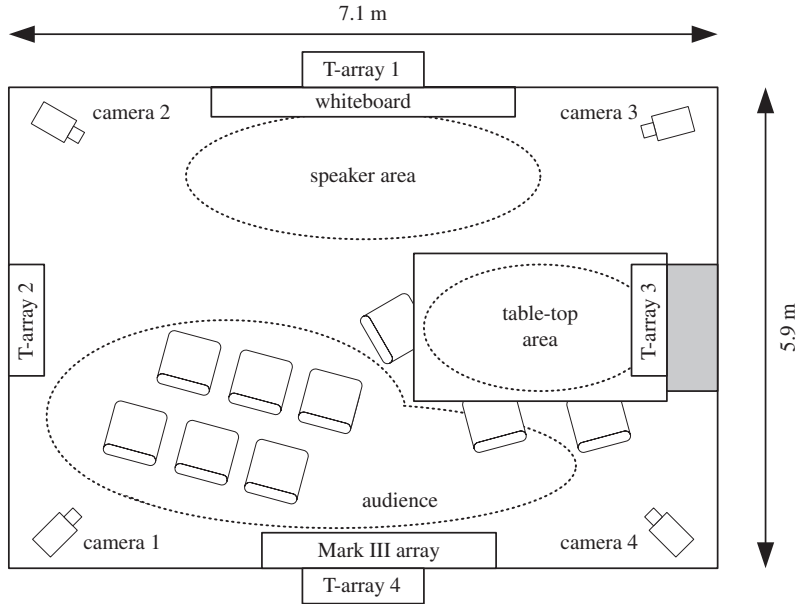 7.1 m
T-array 1
whiteboard
camera 2
camera 3
speaker area
T-array 2
table-top
area
T-array 3
5.9 m
audience
camera 1
Mark III array
camera 4
T-array 4